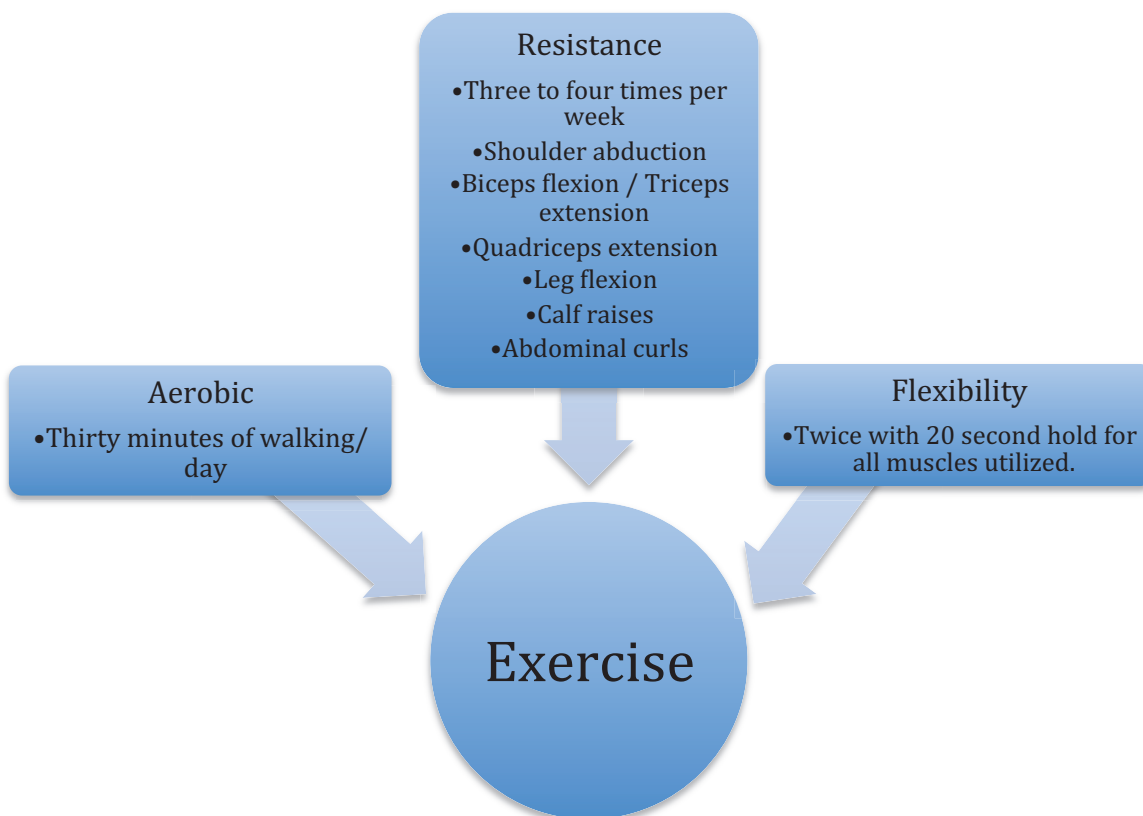 Resistance
•Three to four times per
week
•Shoulder abduction
•Biceps flexion / Triceps
extension
•Quadriceps extension
•Leg flexion
•Calf raises
•Abdominal curls
Aerobic
•Thirty minutes of walking/
day
Flexibility
•Twice with 20 second hold for
all muscles utilized.
Exercise